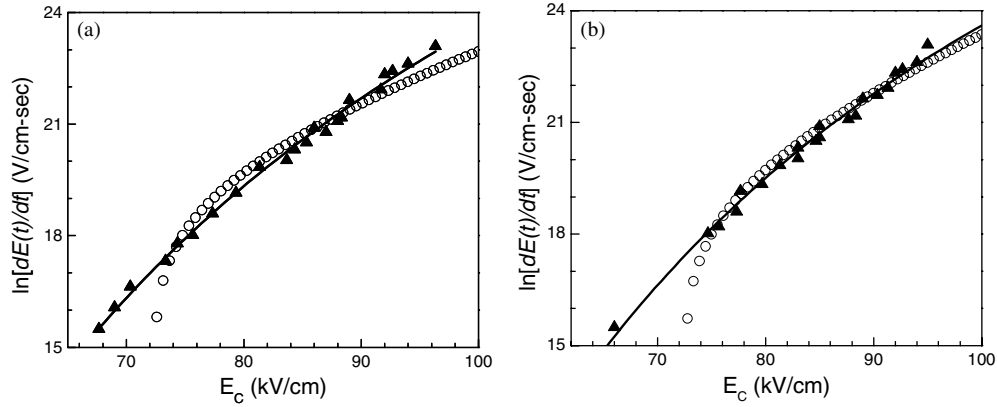 (a)
24
21
18
15
70
80
90
100
ln[dE(t)/dt] (V/cm-sec)
E_C (kV/cm)
(b)
24
21
18
15
70
80
90
100
ln[dE(t)/dt] (V/cm-sec)
E_C (kV/cm)